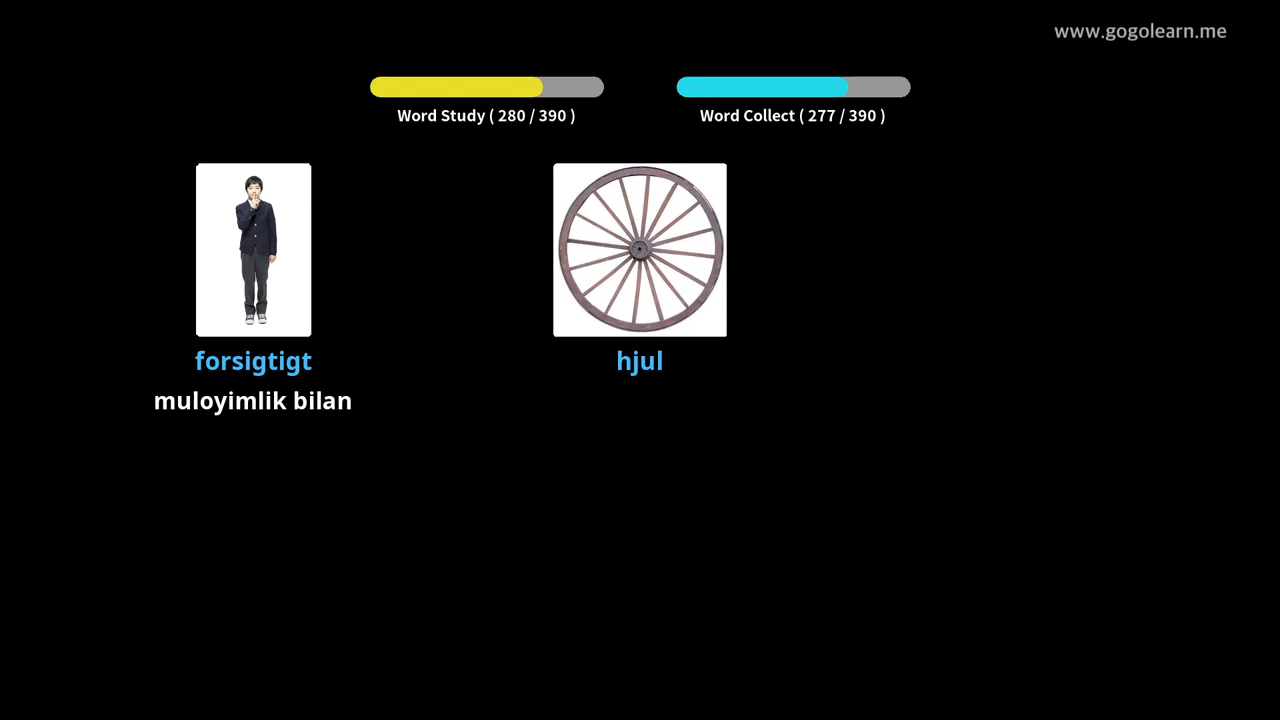 www.gogolearn.me
Word Study ( 280 / 390 )
Word Collect ( 277 / 390 )
forsigtigt
hjul
muloyimlik bilan